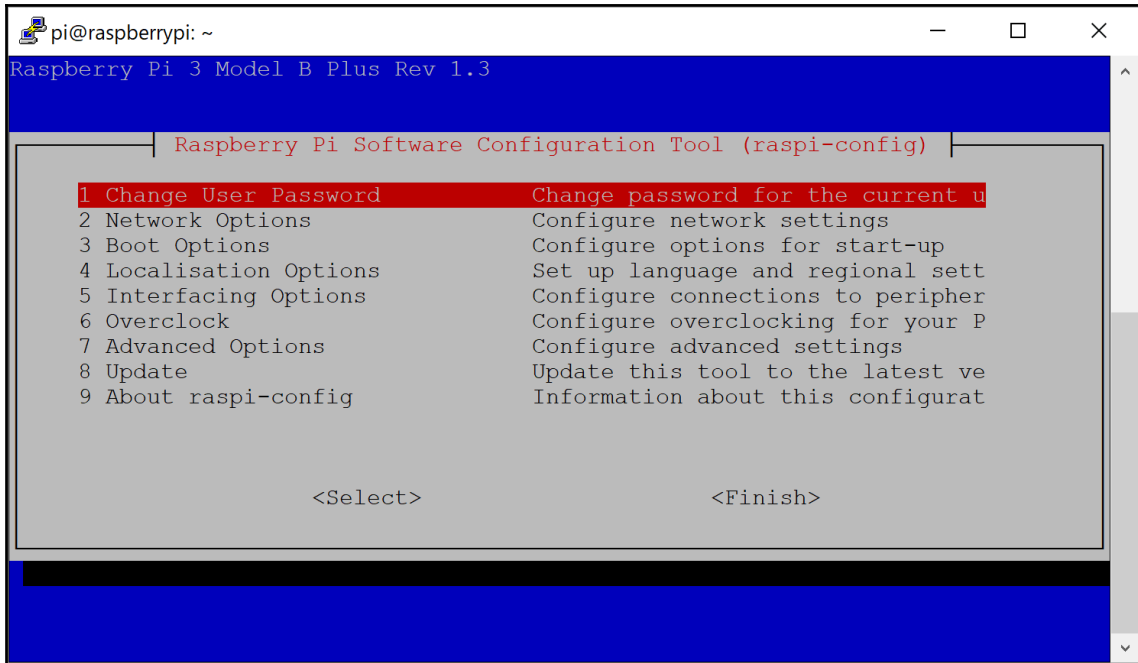 pi@raspberrypi: ~
Raspberry Pi 3 Model B Plus Rev 1.3
Raspberry Pi Software Configuration Tool (raspi-config)
1 Change User Password Change password for the current u
2 Network Options Configure network settings
3 Boot Options Configure options for start-up
4 Localisation Options Set up language and regional sett
5 Interfacing Options Configure connections to peripher
6 Overclock Configure overclocking for your P
7 Advanced Options Configure advanced settings
8 Update Update this tool to the latest ve
9 About raspi-config Information about this configurat
<Select> <Finish>